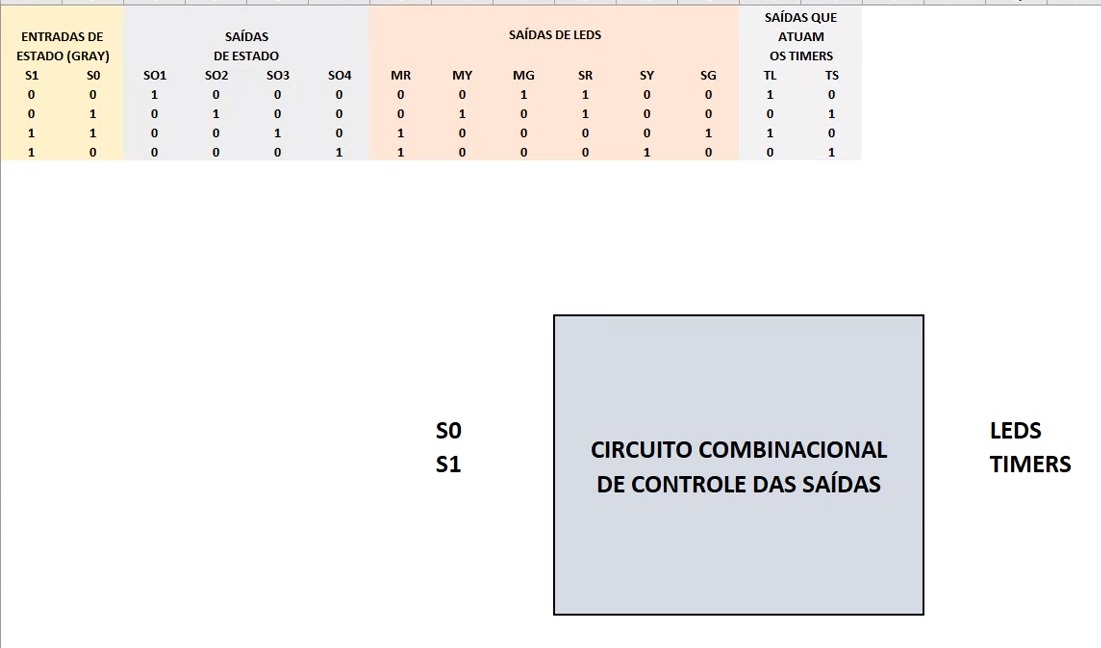 SAÍDAS QUE
ENTRADAS DE SAÍDAS SAÍDAS DE LEDS ATUAM
ESTADO (GRAY) DE ESTADO OS TIMERS
S1 S0 SO1 SO2 SO3 SO4 MR MY MG SR SY SG TL TS
0 0 1 0 0 0 0 0 1 1 0 0 1 0
0 1 0 1 0 0 0 1 0 1 0 0 0 1
1 1 0 0 1 0 1 0 0 0 0 1 1 0
1 0 0 0 0 1 1 0 0 0 1 0 0 1
S0
S1
CIRCUITO COMBINACIONAL
DE CONTROLE DAS SAÍDAS
LEDS
TIMERS